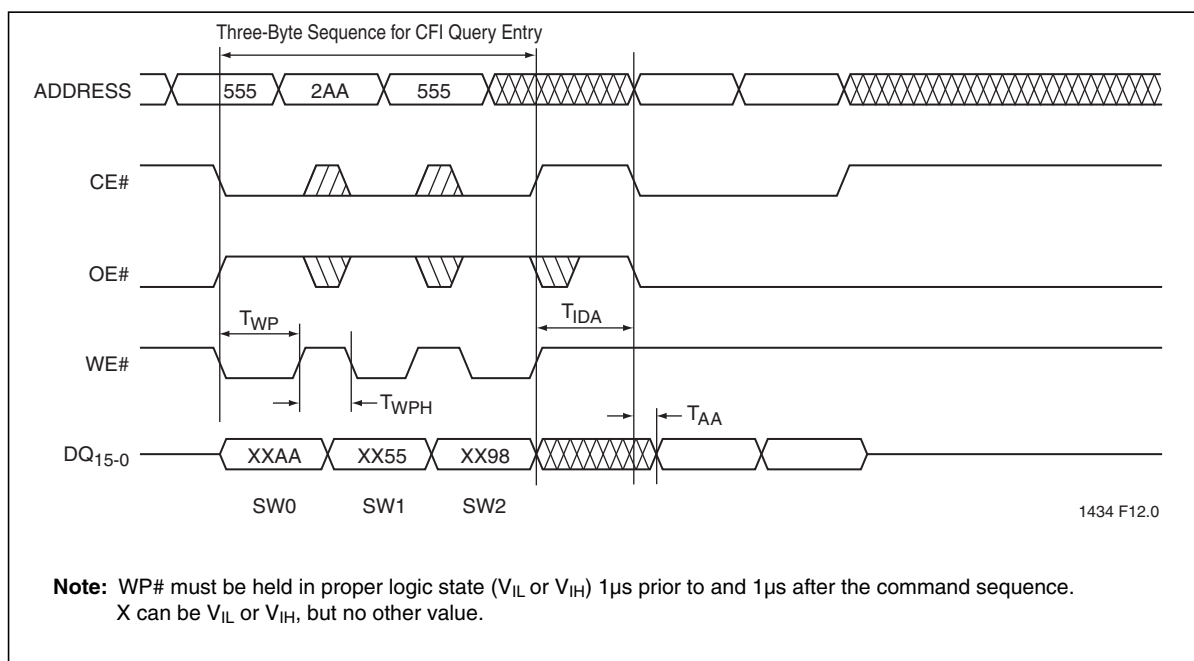 Three-Byte Sequence for CFI Query Entry
ADDRESS 555 2AA 555
CE#
OE#
TWP TIDA
WE#
TWPH TAA
DQ15-0 XXAA XX55 XX98
SW0 SW1 SW2
1434 F12.0
Note: WP# must be held in proper logic state (VIL or VIH) 1µs prior to and 1µs after the command sequence.
X can be VIL or VIH, but no other value.